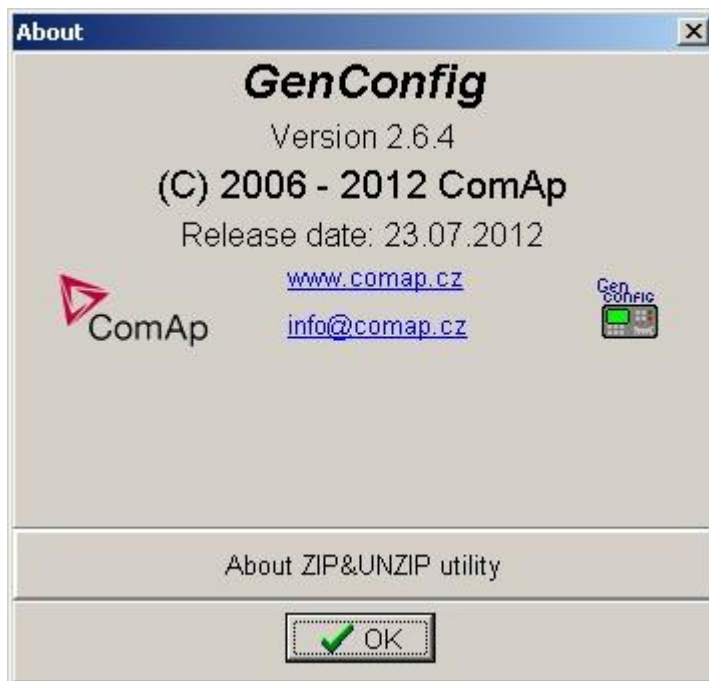 About
GenConfig
Version 2.6.4
(C) 2006 - 2012 ComAp
Release date: 23.07.2012
www.comap.cz
info@comap.cz
ComAp
Gen
CONFIG
About ZIP&UNZIP utility
OK